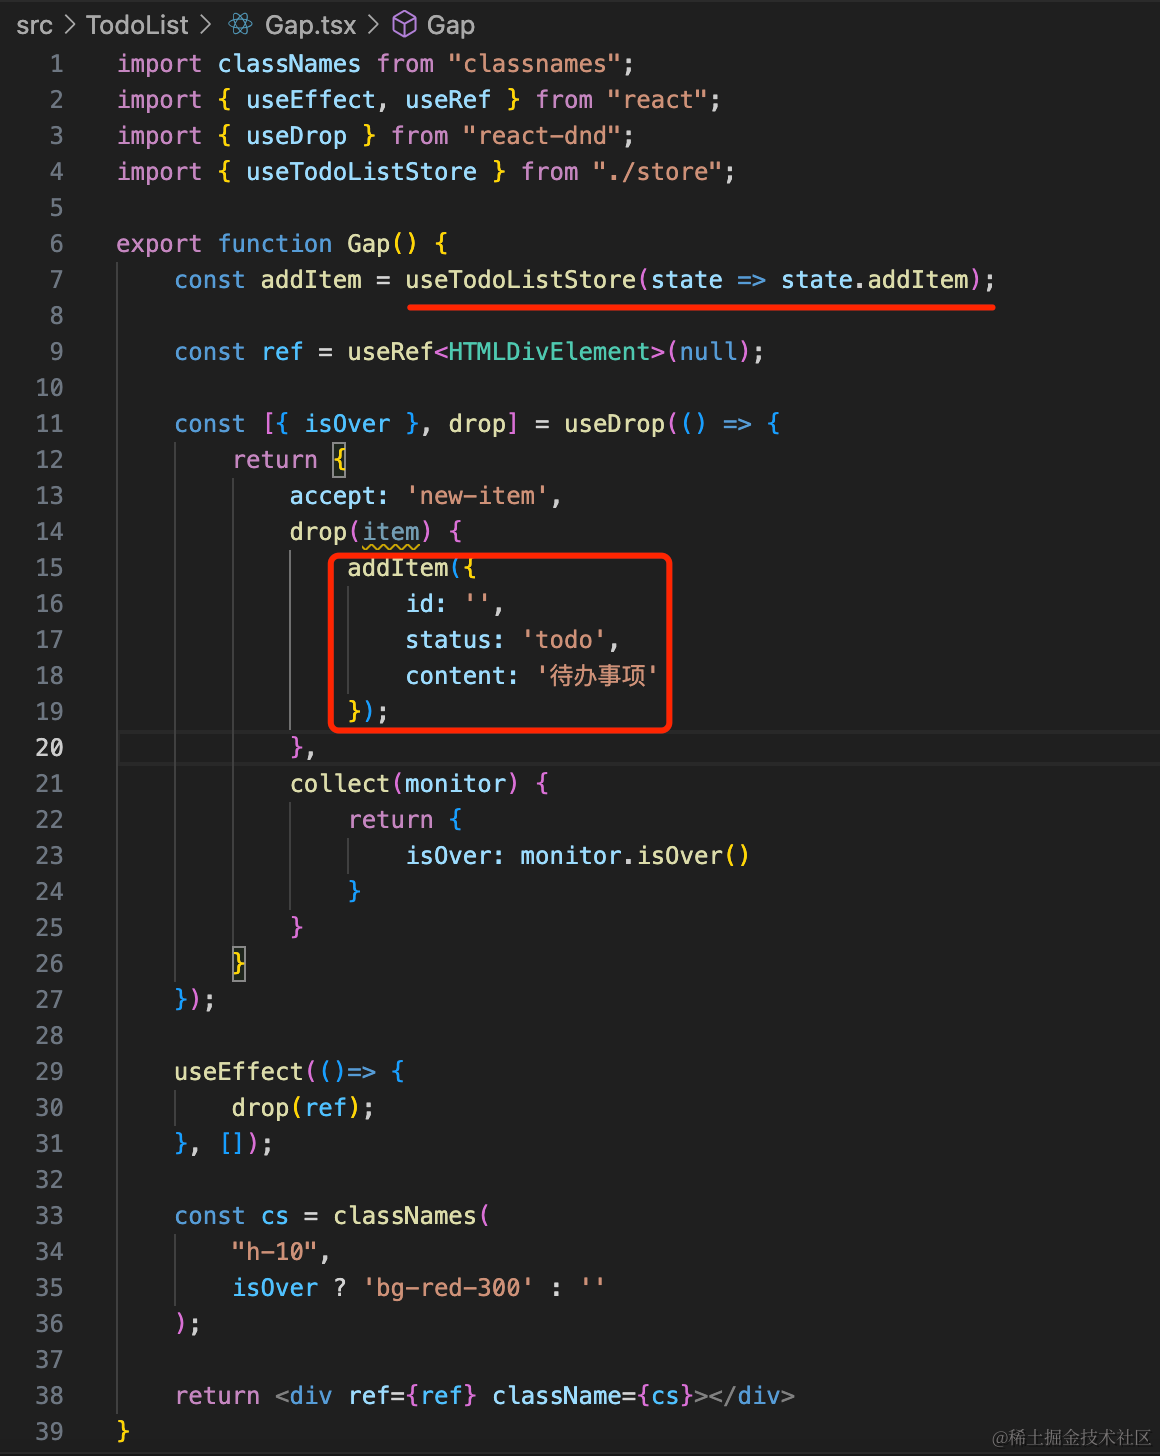 src > TodoList > Gap.tsx > Gap
1 import classNames from "classnames";
2 import { useEffect, useRef } from "react";
3 import { useDrop } from "react-dnd";
4 import { useTodoListStore } from "./store";
5
6 export function Gap() {
7     const addItem = useTodoListStore(state => state.addItem);
8
9     const ref = useRef<HTMLDivElement>(null);
10
11     const [{ isOver }, drop] = useDrop(() => {
12         return {
13             accept: 'new-item',
14             drop(item) {
15                 addItem({
16                     id: '',
17                     status: 'todo',
18                     content: '待办事项'
19                 });
20             },
21             collect(monitor) {
22                 return {
23                     isOver: monitor.isOver()
24                 }
25             }
26         }
27     });
28
29     useEffect(()=> {
30         drop(ref);
31     }, []);
32
33     const cs = classNames(
34         "h-10",
35         isOver ? 'bg-red-300' : ''
36     );
37
38     return <div ref={ref} className={cs}></div>
39 }
@稀土掘金技术社区